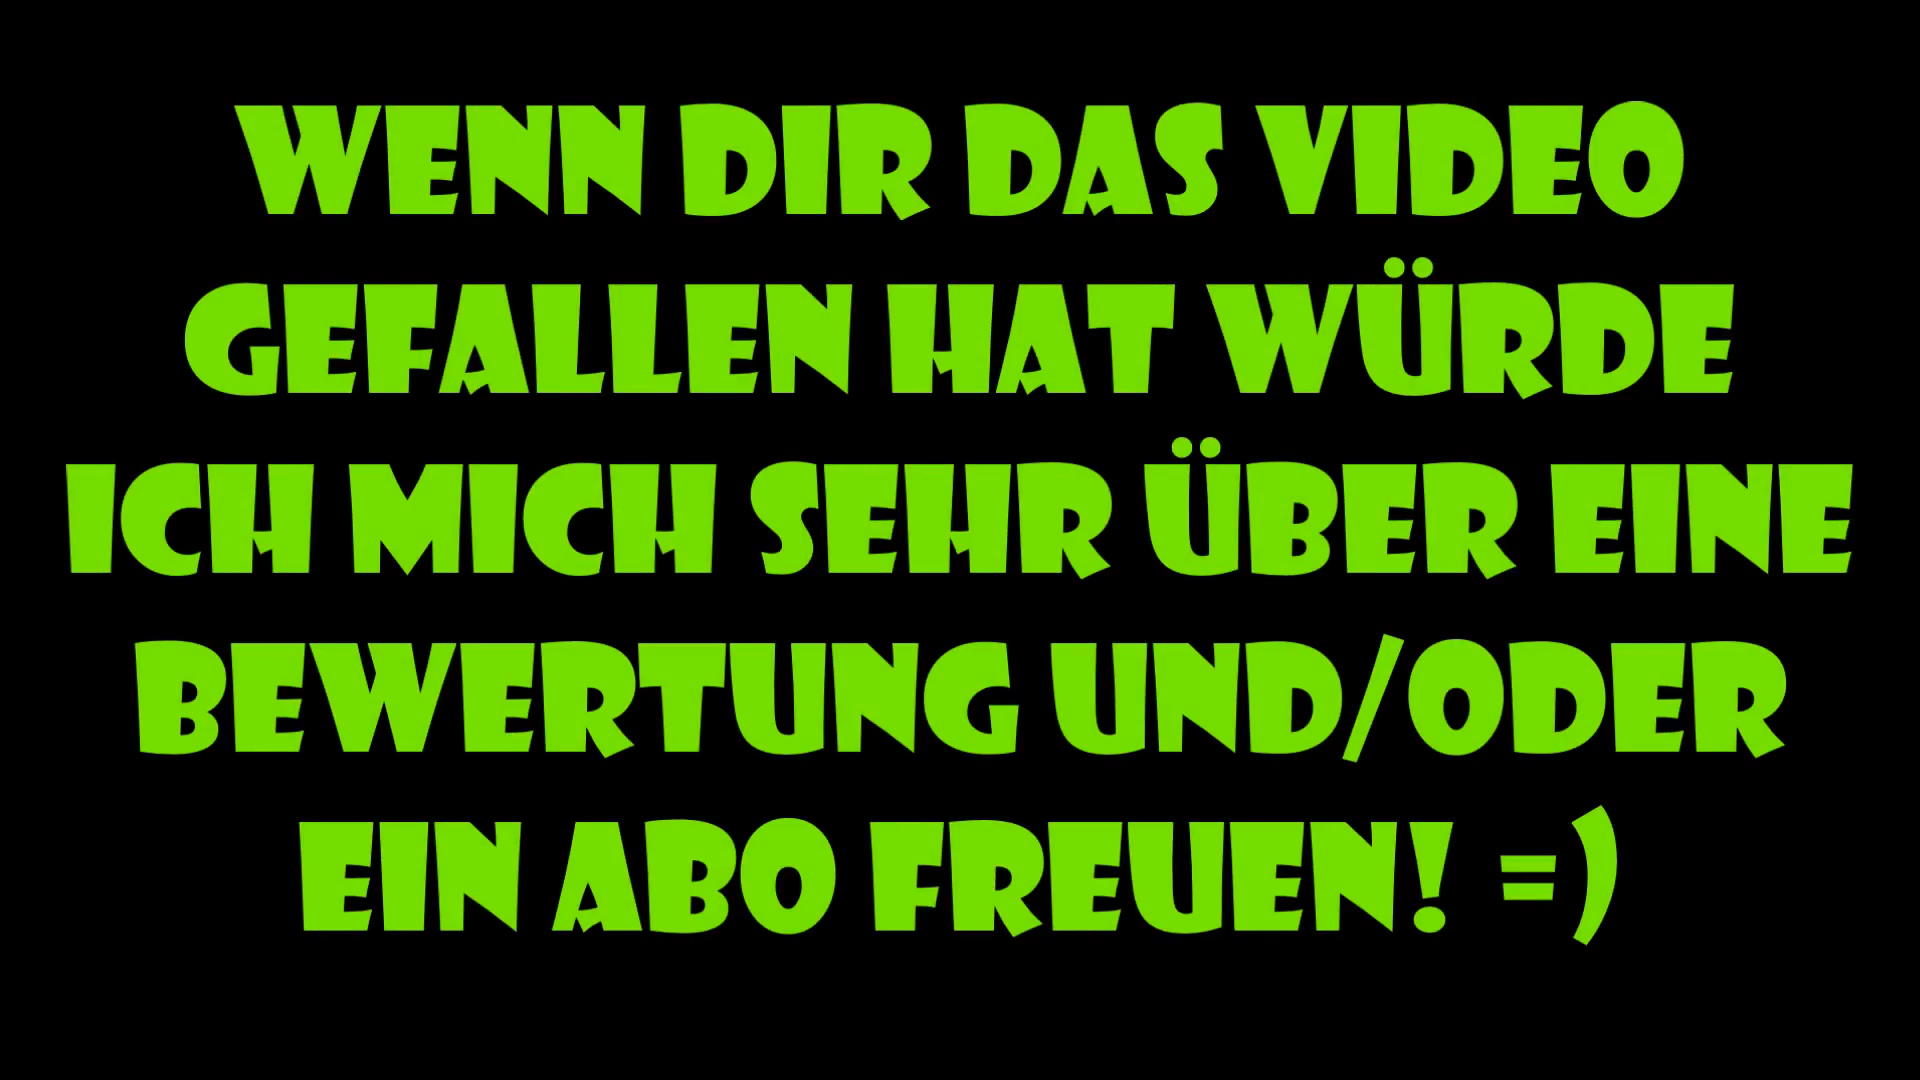 WENN DIR DAS VIDEO
GEFALLEN HAT WÜRDE
ICH MICH SEHR ÜBER EINE
BEWERTUNG UND/ODER
EIN ABO FREUEN! =)